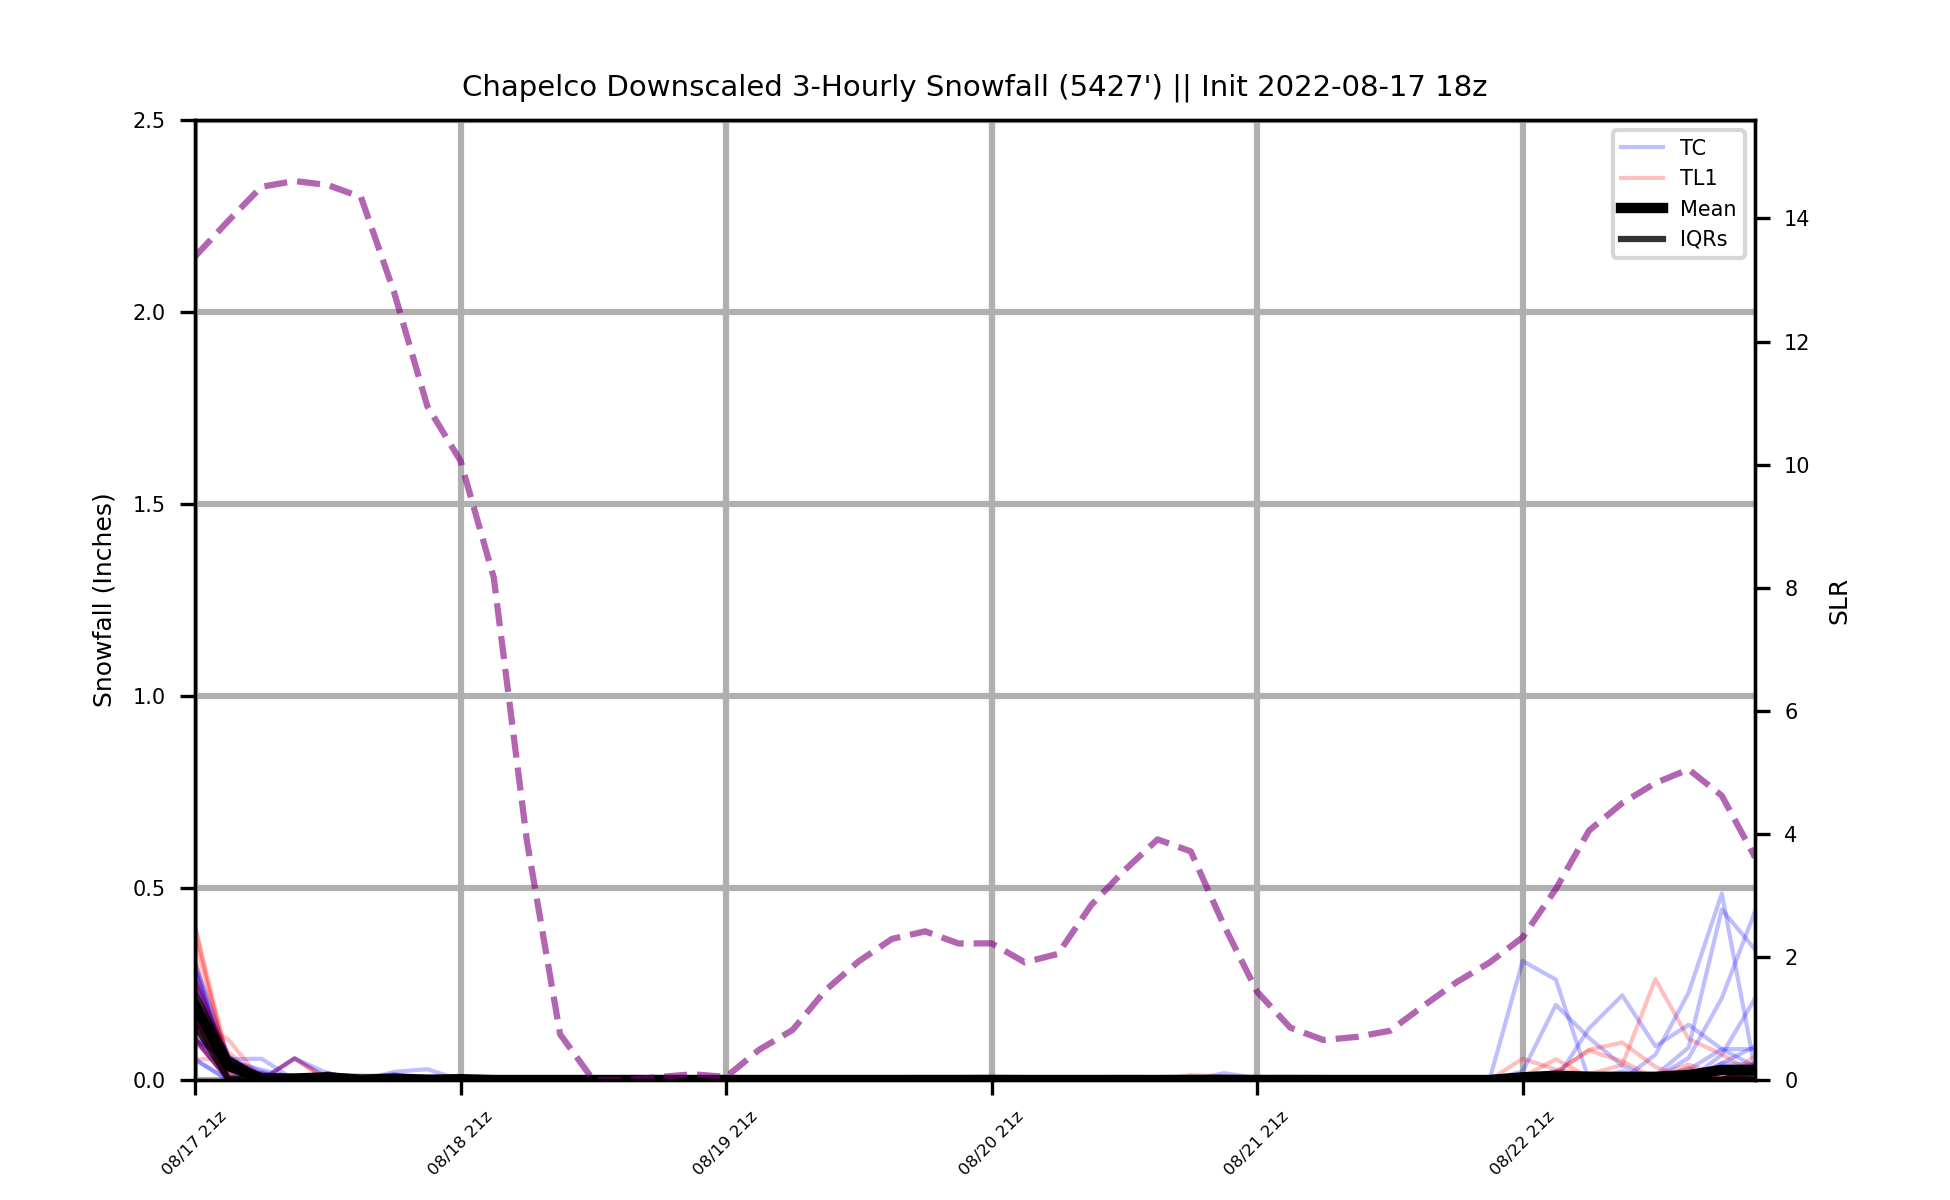 Chapelco Downscaled 3-Hourly Snowfall (5427') || Init 2022-08-17 18z
2.5
2.0
1.5
1.0
0.5
0.0
Snowfall (Inches)
TC
TL1
Mean
IQRs
14
12
10
8
6
4
2
0
SLR
08/17 21z
08/18 21z
08/19 21z
08/20 21z
08/21 21z
08/22 21z